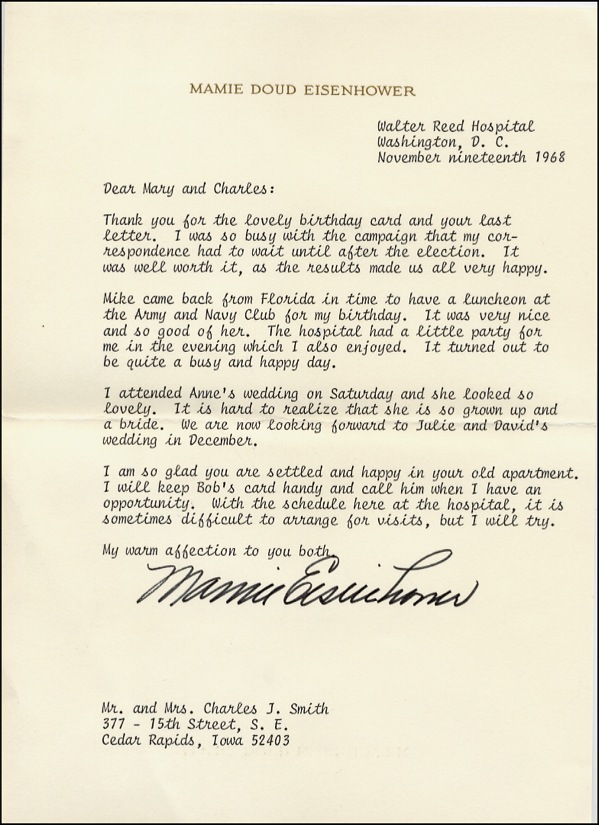 MAMIE DOUD EISENHOWER
Walter Reed Hospital
Washington, D. C.
November nineteenth 1968
Dear Mary and Charles:
Thank you for the lovely birthday card and your last
letter. I was so busy with the campaign that my cor-
respondence had to wait until after the election. It
was well worth it, as the results made us all very happy.
Mike came back from Florida in time to have a luncheon at
the Army and Navy Club for my birthday. It was very nice
and so good of her. The hospital had a little party for
me in the evening which I also enjoyed. It turned out to
be quite a busy and happy day.
I attended Anne's wedding on Saturday and she looked so
lovely. It is hard to realize that she is so grown up and
a bride. We are now looking forward to Julie and David's
wedding in December.
I am so glad you are settled and happy in your old apartment.
I will keep Bob's card handy and call him when I have an
opportunity. With the schedule here at the hospital, it is
sometimes difficult to arrange for visits, but I will try.
My warm affection to you both,
Mamie Eisenhower
Mr. and Mrs. Charles J. Smith
377 - 15th Street, S. E.
Cedar Rapids, Iowa 52403